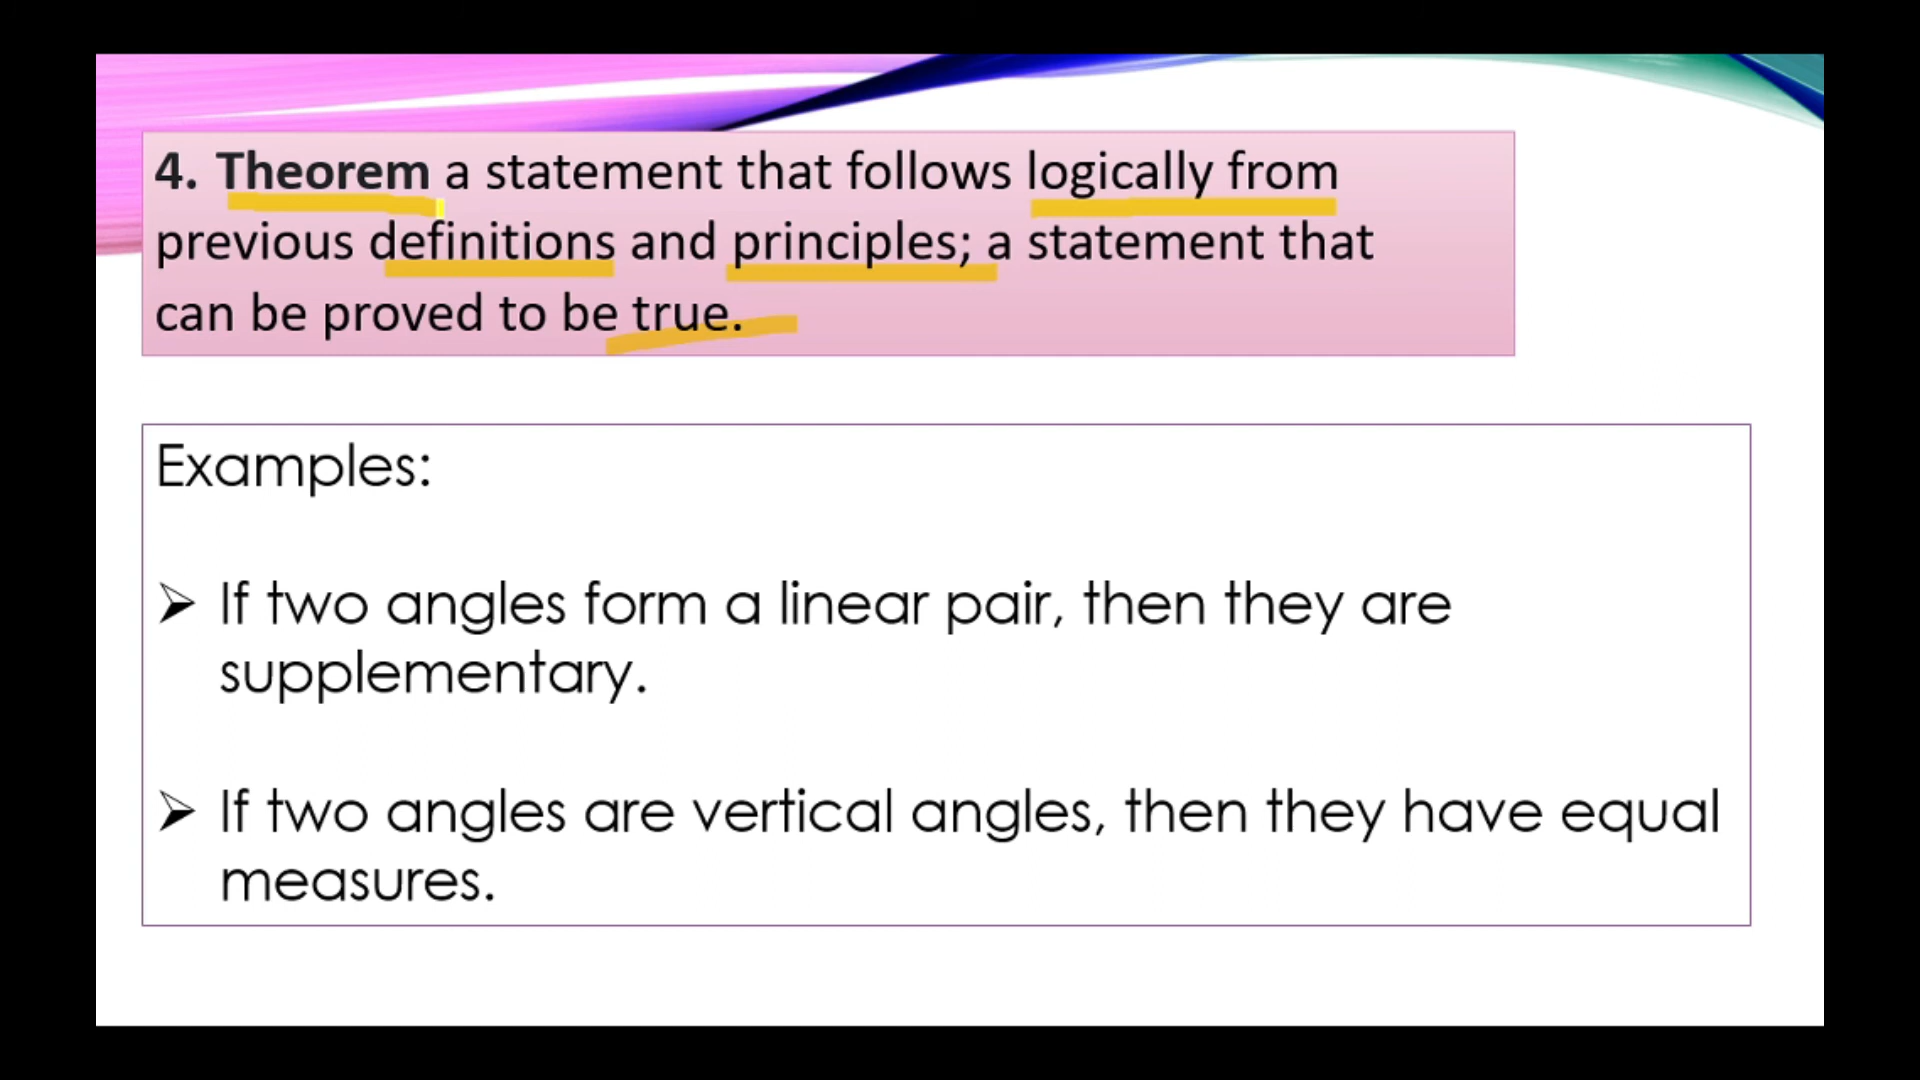 4. Theorem a statement that follows logically from
previous definitions and principles; a statement that
can be proved to be true.
Examples:
➢ If two angles form a linear pair, then they are
supplementary.
➢ If two angles are vertical angles, then they have equal
measures.